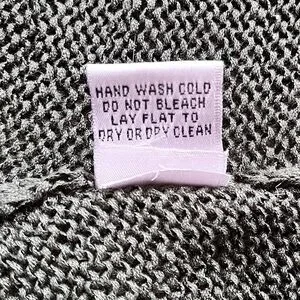 HAND WASH COLD
DO NOT BLEACH
LAY FLAT TO
DRY OR DRY CLEAN